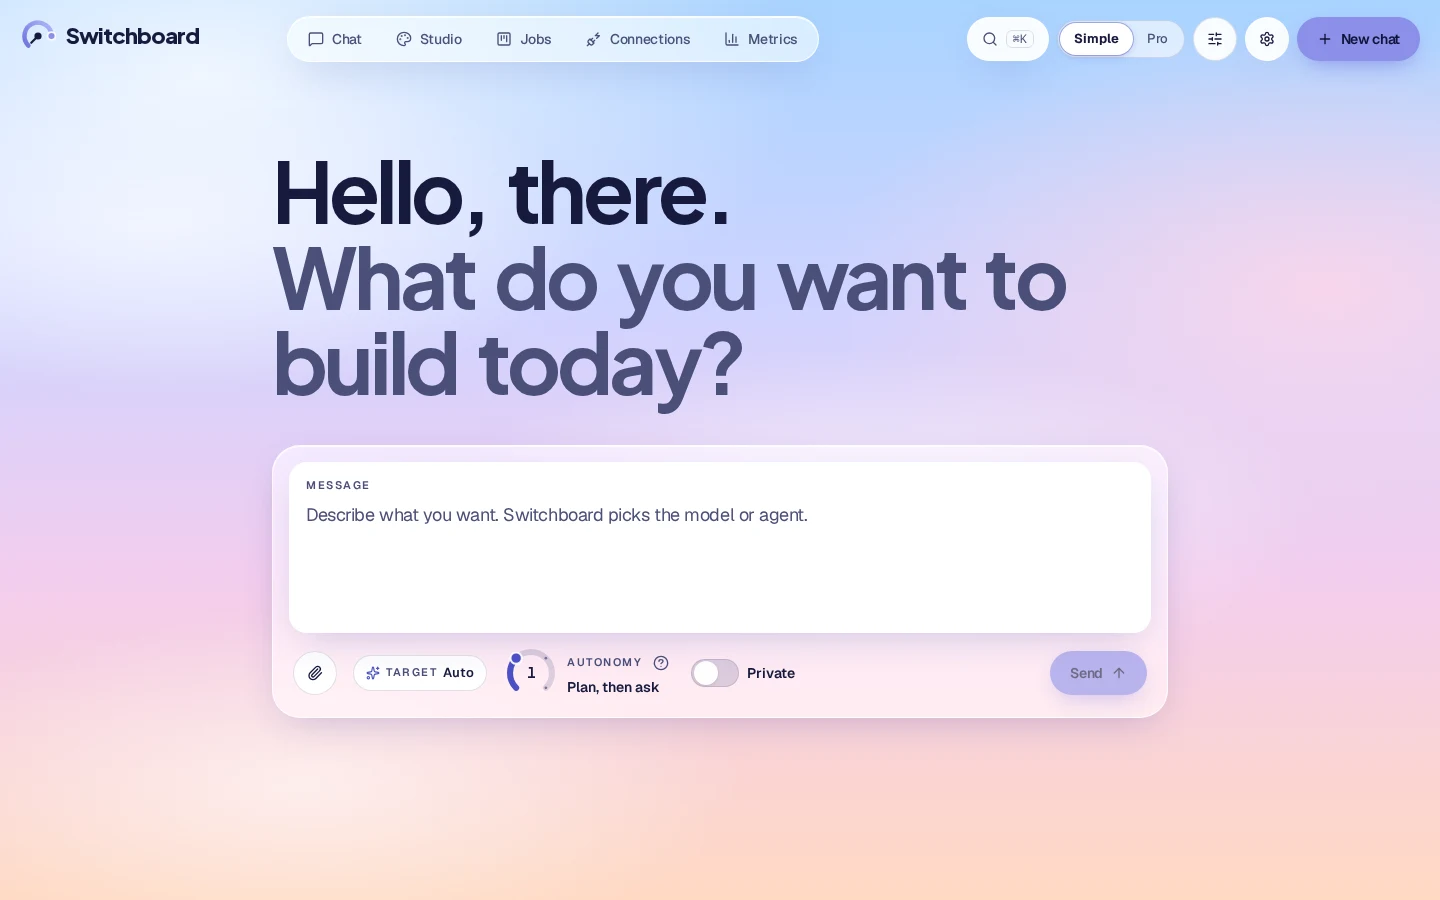 Switchboard
Chat
Studio
Jobs
Connections
Metrics
⌘K
Simple
Pro
New chat
Hello, there.
What do you want to
build today?
MESSAGE
Describe what you want. Switchboard picks the model or agent.
TARGET Auto
1
AUTONOMY
Plan, then ask
Private
Send